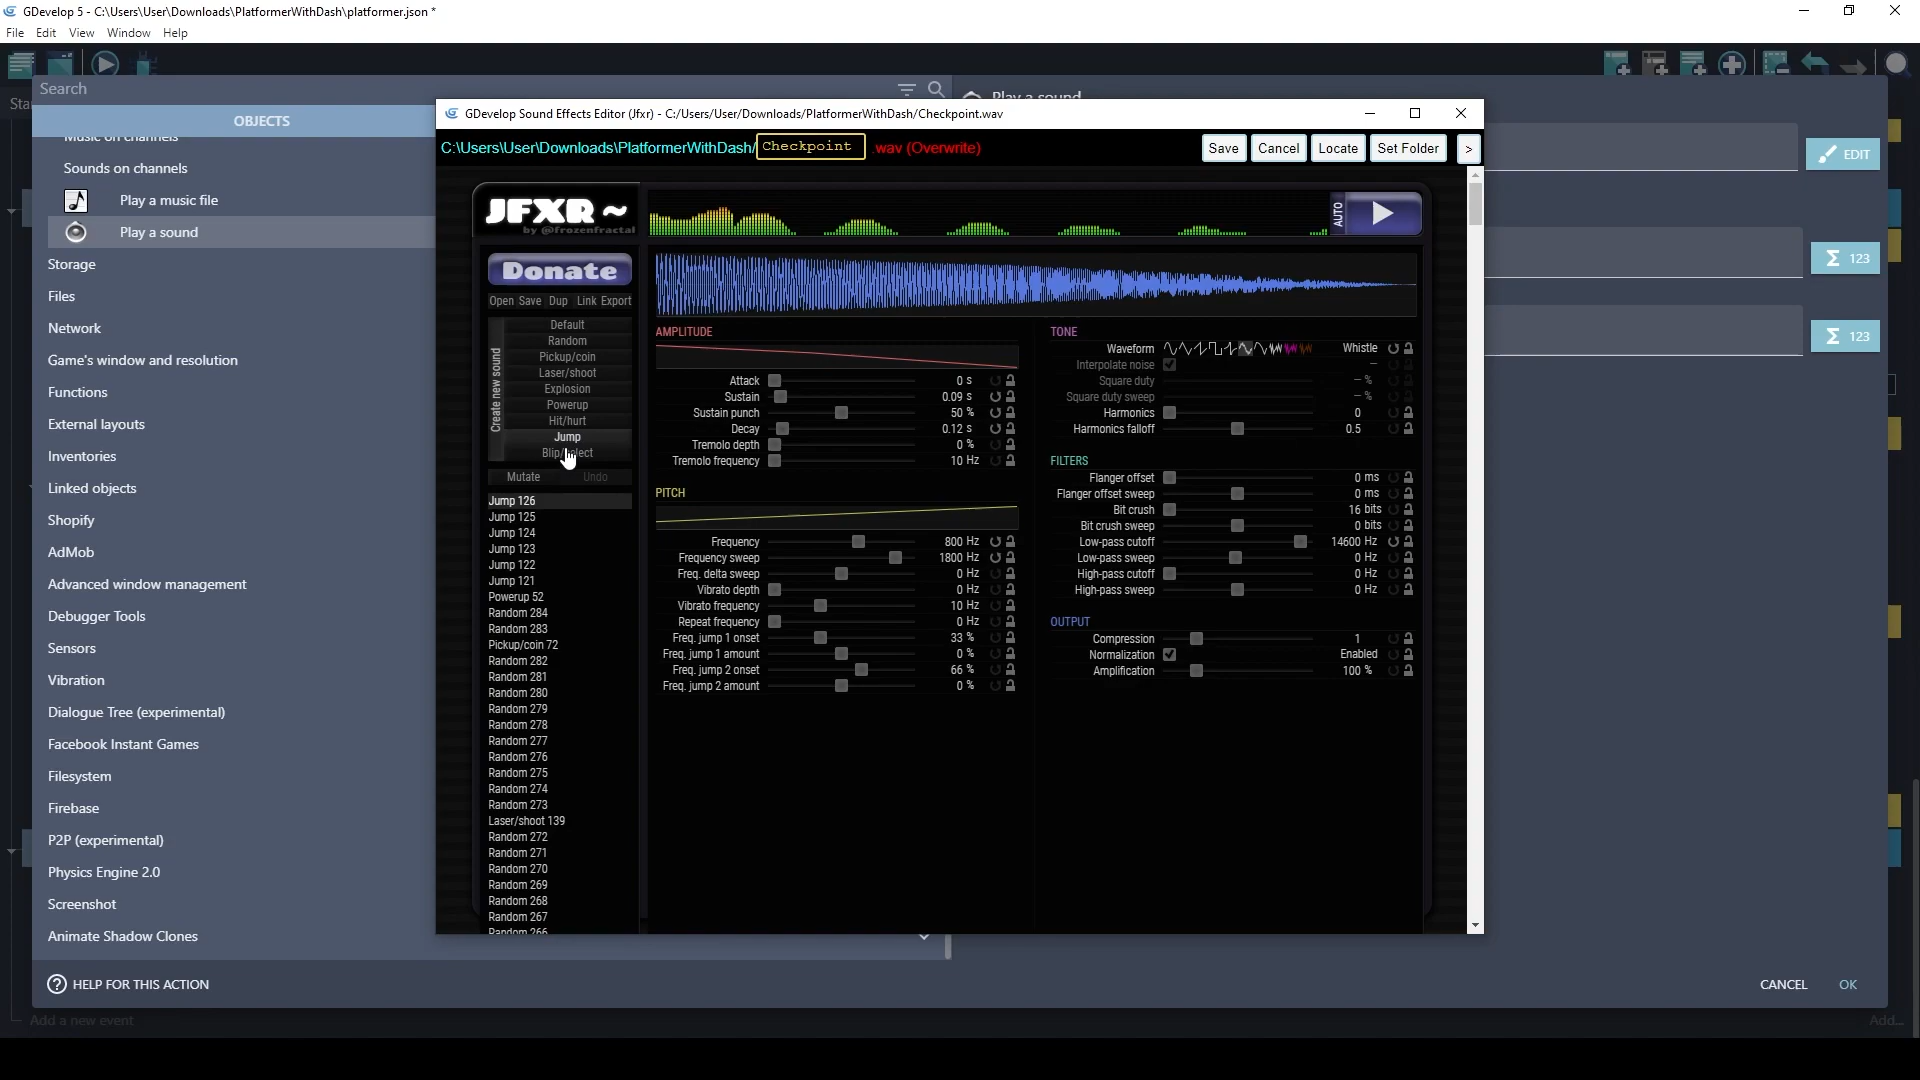 GDevelop 5 - C:\Users\User\Downloads\PlatformerWithDash\platformer.json *
File Edit View Window Help
Search
OBJECTS
Music on channels
Sounds on channels
Play a music file
Play a sound
Storage
Files
Network
Game's window and resolution
Functions
External layouts
Inventories
Linked objects
Shopify
AdMob
Advanced window management
Debugger Tools
Sensors
Vibration
Dialogue Tree (experimental)
Facebook Instant Games
Filesystem
Firebase
P2P (experimental)
Physics Engine 2.0
Screenshot
Animate Shadow Clones
HELP FOR THIS ACTION
Add a new event
Play a sound
EDIT
Σ 123
Σ 123
CANCEL OK
Add...
GDevelop Sound Effects Editor (Jfxr) - C:/Users/User/Downloads/PlatformerWithDash/Checkpoint.wav
C:\Users\User\Downloads\PlatformerWithDash/ Checkpoint .wav (Overwrite)
Save Cancel Locate Set Folder >
JFXR ~
by @frozenfractal
AUTO
Donate
Open Save Dup Link Export
Create new sound
Default
Random
Pickup/coin
Laser/shoot
Explosion
Powerup
Hit/hurt
Jump
Mutate Undo
Jump 126
Jump 125
Jump 124
Jump 123
Jump 122
Jump 121
Powerup 52
Random 284
Random 283
Pickup/coin 72
Random 282
Random 281
Random 280
Random 279
Random 278
Random 277
Random 276
Random 275
Random 274
Random 273
Laser/shoot 139
Random 272
Random 271
Random 270
Random 269
Random 268
Random 267
Random 266
AMPLITUDE
Attack 0 s
Sustain 0.09 s
Sustain punch 50 %
Decay 0.12 s
Tremolo depth 0 %
Tremolo frequency 10 Hz
PITCH
Frequency 800 Hz
Frequency sweep 1800 Hz
Freq. delta sweep 0 Hz
Vibrato depth 0 Hz
Vibrato frequency 10 Hz
Repeat frequency 0 Hz
Freq. jump 1 onset 33 %
Freq. jump 1 amount 0 %
Freq. jump 2 onset 66 %
Freq. jump 2 amount 0 %
TONE
Waveform Whistle
Interpolate noise –
Square duty – %
Square duty sweep – %
Harmonics 0
Harmonics falloff 0.5
FILTERS
Flanger offset 0 ms
Flanger offset sweep 0 ms
Bit crush 16 bits
Bit crush sweep 0 bits
Low-pass cutoff 14600 Hz
Low-pass sweep 0 Hz
High-pass cutoff 0 Hz
High-pass sweep 0 Hz
OUTPUT
Compression 1
Normalization Enabled
Amplification 100 %